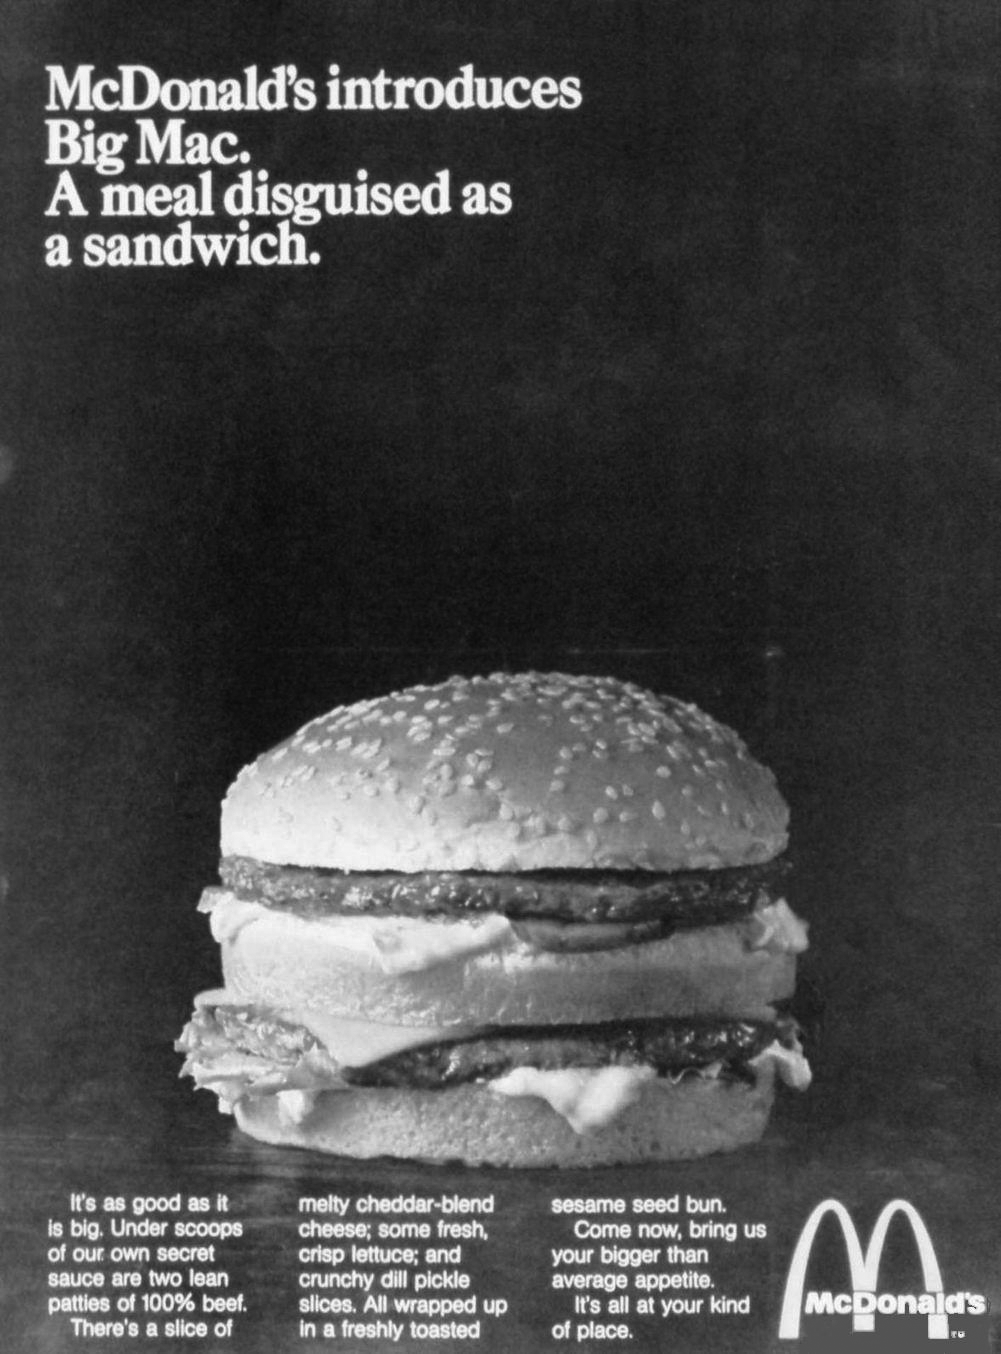 McDonald's introduces
Big Mac.
A meal disguised as
a sandwich.
It's as good as it
is big. Under scoops
of our own secret
sauce are two lean
patties of 100% beef.
There's a slice of
melty cheddar-blend
cheese; some fresh,
crisp lettuce; and
crunchy dill pickle
slices. All wrapped up
in a freshly toasted
sesame seed bun.
Come now, bring us
your bigger than
average appetite.
It's all at your kind
of place.
McDonald's